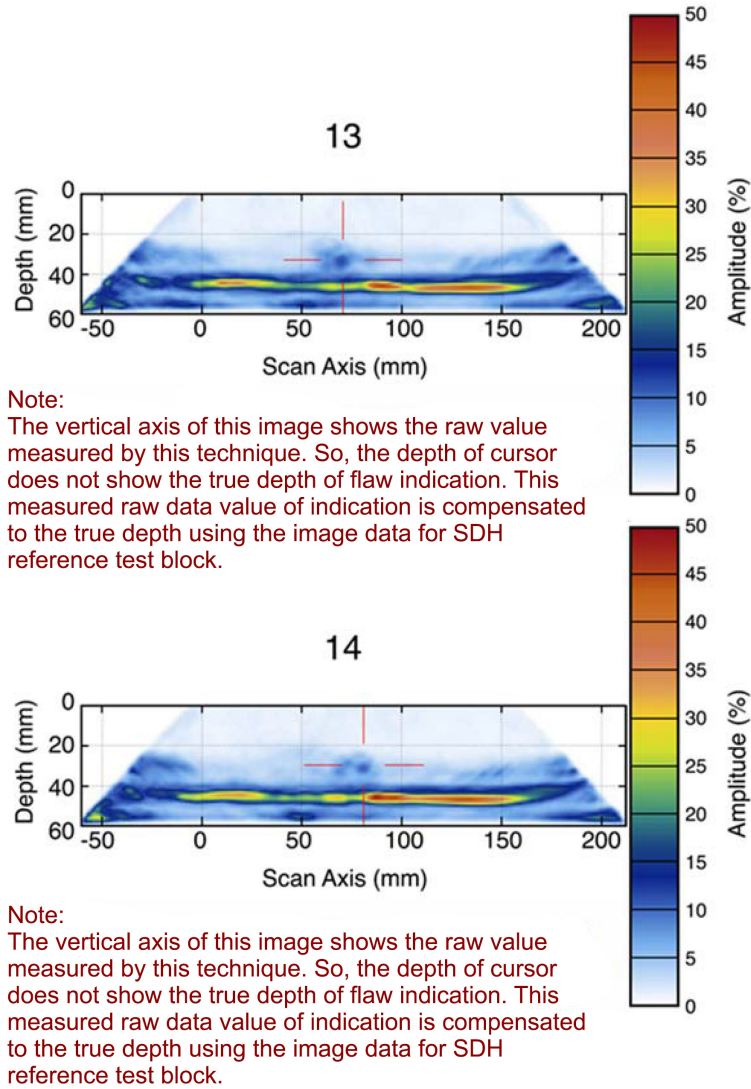 50
45
40
35
30
25
20
15
10
5
0
Amplitude (%)
13
0
20
40
60
Depth (mm)
-50 0 50 100 150 200
Scan Axis (mm)
Note:
The vertical axis of this image shows the raw value
measured by this technique. So, the depth of cursor
does not show the true depth of flaw indication. This
measured raw data value of indication is compensated
to the true depth using the image data for SDH
reference test block.
50
45
40
35
30
25
20
15
10
5
0
Amplitude (%)
14
0
20
40
60
Depth (mm)
-50 0 50 100 150 200
Scan Axis (mm)
Note:
The vertical axis of this image shows the raw value
measured by this technique. So, the depth of cursor
does not show the true depth of flaw indication. This
measured raw data value of indication is compensated
to the true depth using the image data for SDH
reference test block.